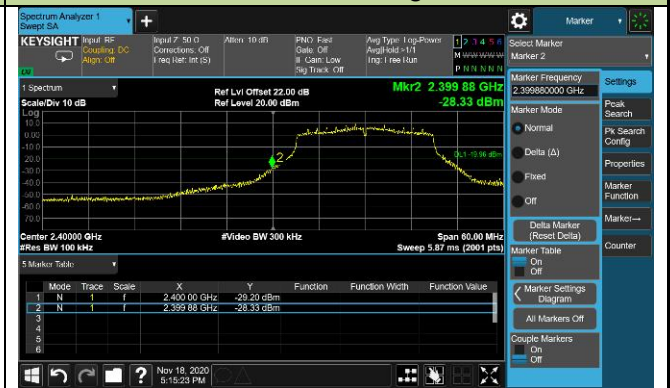 Spectrum Analyzer 1
Swept SA
Marker
KEYSIGHT
Input: RF
Coupling: DC
Align: Off
Input Z: 50 Ω
Corrections: Off
Freq Ref: Int (S)
Atten: 10 dB
PNO: Fast
Gate: Off
IF Gain: Low
Sig Track: Off
Avg Type: Log-Power
Avg|Hold:>1/1
Trig: Free Run
1 2 3 4 5 6
M W W W W W
P N N N N N
Select Marker
Marker 2
1 Spectrum
Scale/Div 10 dB
Ref Lvl Offset 22.00 dB
Ref Level 20.00 dBm
Mkr2 2.399 88 GHz
-28.33 dBm
Log
10.0
0.00
-10.0
-20.0
-30.0
-40.0
-50.0
-60.0
-70.0
2
DL1 -19.96 dBm
Center 2.40000 GHz
#Res BW 100 kHz
#Video BW 300 kHz
Span 60.00 MHz
Sweep 5.87 ms (2001 pts)
5 Marker Table
Mode Trace Scale X Y Function Function Width Function Value
1 N 1 f 2.400 00 GHz -29.20 dBm
2 N 1 f 2.399 88 GHz -28.33 dBm
3
4
5
6
Nov 18, 2020
5:15:23 PM
Marker Frequency
2.399880000 GHz
Marker Mode
Normal
Delta (Δ)
Fixed
Off
Delta Marker
(Reset Delta)
Marker Table
On
Off
Marker Settings
Diagram
All Markers Off
Couple Markers
On
Off
Settings
Peak
Search
Pk Search
Config
Properties
Marker
Function
Marker→
Counter